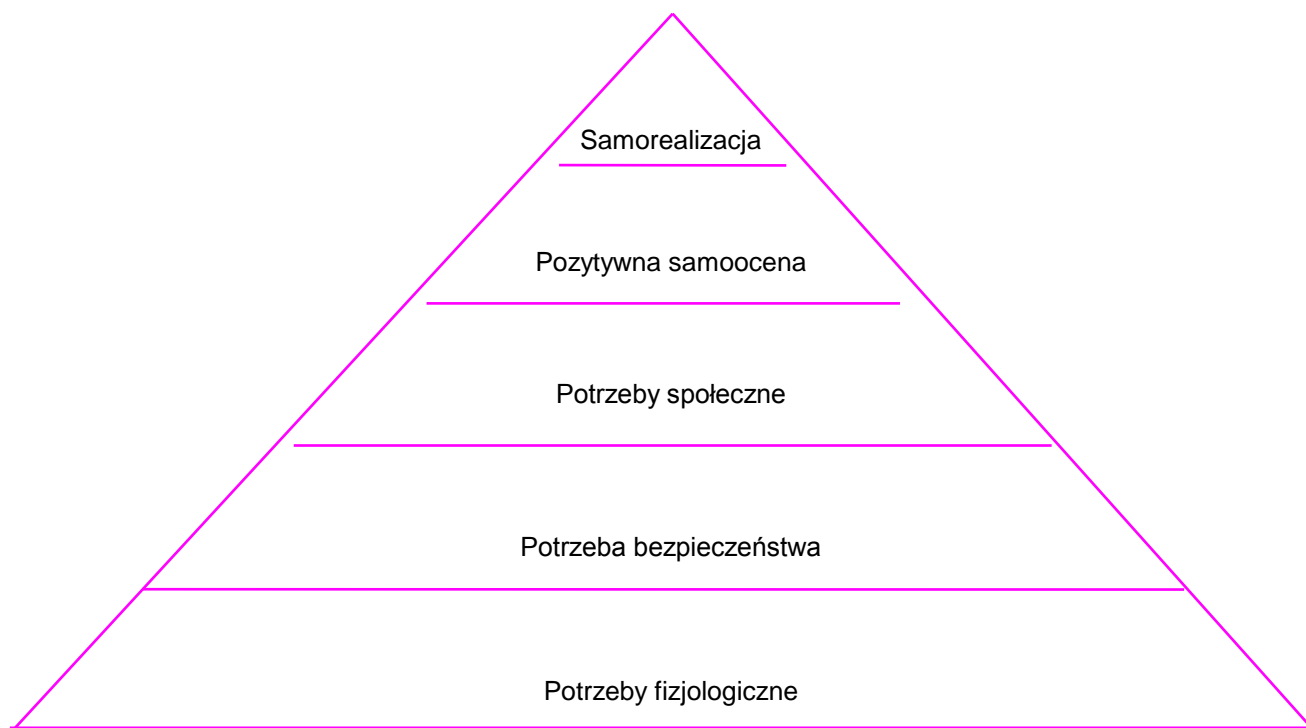 Samorealizacja
Pozytywna samoocena
Potrzeby społeczne
Potrzeba bezpieczeństwa
Potrzeby fizjologiczne